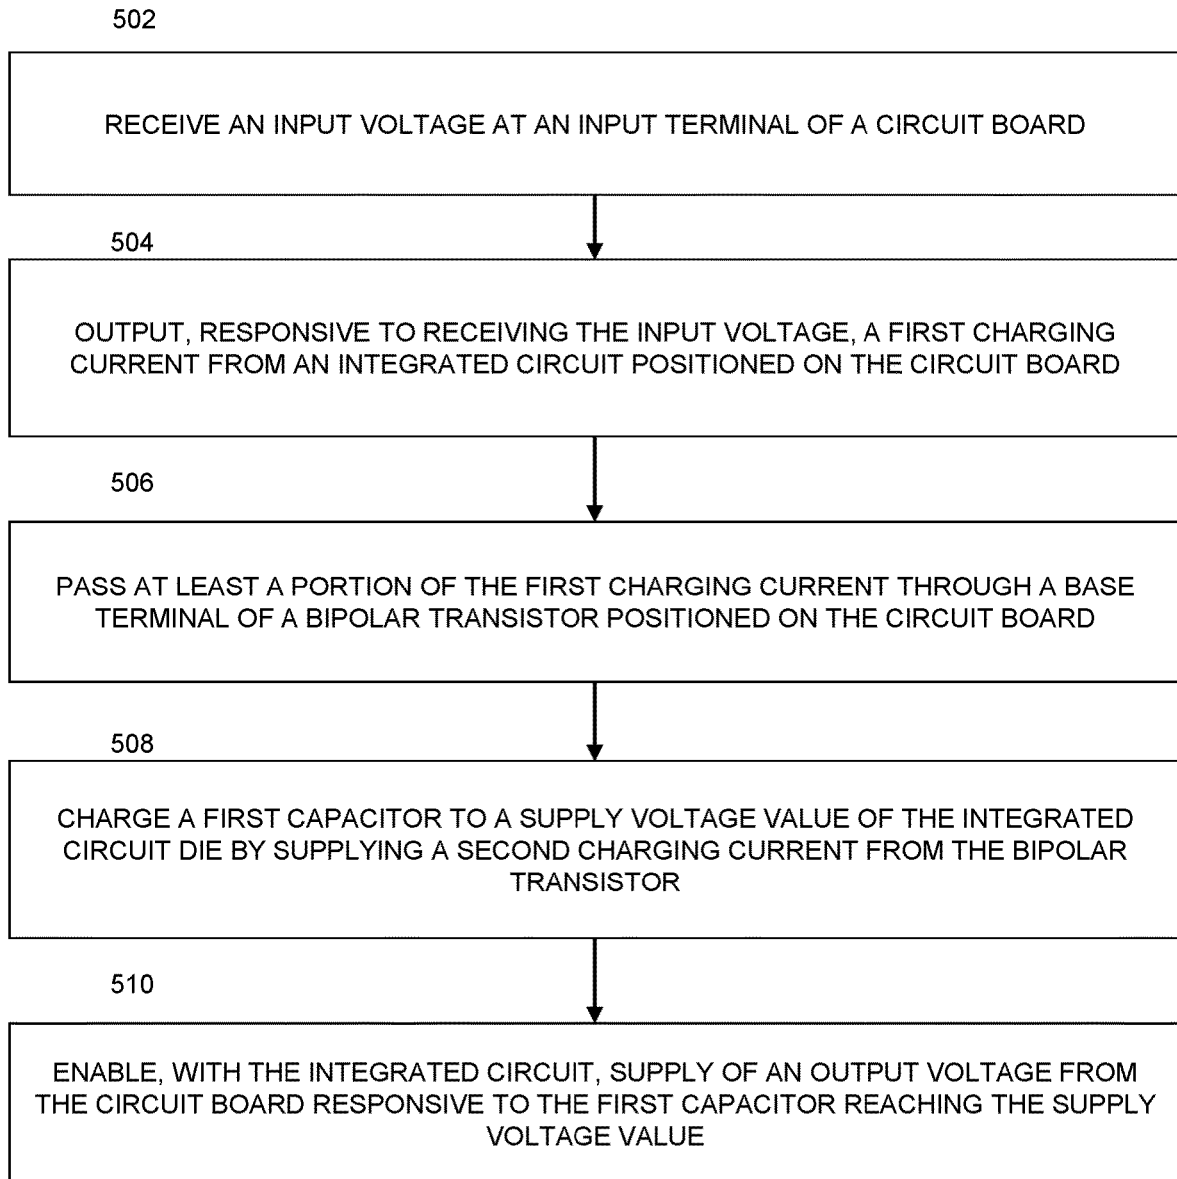 502
RECEIVE AN INPUT VOLTAGE AT AN INPUT TERMINAL OF A CIRCUIT BOARD
504
OUTPUT, RESPONSIVE TO RECEIVING THE INPUT VOLTAGE, A FIRST CHARGING
CURRENT FROM AN INTEGRATED CIRCUIT POSITIONED ON THE CIRCUIT BOARD
506
PASS AT LEAST A PORTION OF THE FIRST CHARGING CURRENT THROUGH A BASE
TERMINAL OF A BIPOLAR TRANSISTOR POSITIONED ON THE CIRCUIT BOARD
508
CHARGE A FIRST CAPACITOR TO A SUPPLY VOLTAGE VALUE OF THE INTEGRATED
CIRCUIT DIE BY SUPPLYING A SECOND CHARGING CURRENT FROM THE BIPOLAR
TRANSISTOR
510
ENABLE, WITH THE INTEGRATED CIRCUIT, SUPPLY OF AN OUTPUT VOLTAGE FROM
THE CIRCUIT BOARD RESPONSIVE TO THE FIRST CAPACITOR REACHING THE SUPPLY
VOLTAGE VALUE